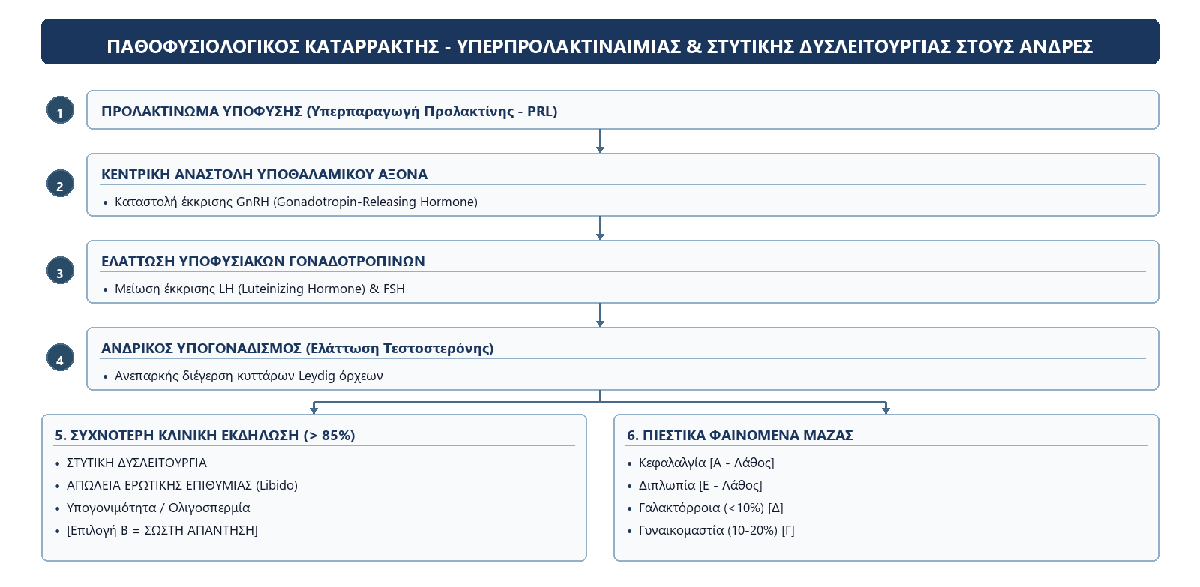 ΠΑΘΟΦΥΣΙΟΛΟΓΙΚΟΣ ΚΑΤΑΡΡΑΚΤΗΣ - ΥΠΕΡΠΡΟΛΑΚΤΙΝΑΙΜΙΑΣ & ΣΤΥΤΙΚΗΣ ΔΥΣΛΕΙΤΟΥΡΓΙΑΣ ΣΤΟΥΣ ΑΝΔΡΕΣ
1
ΠΡΟΛΑΚΤΙΝΩΜΑ ΥΠΟΦΥΣΗΣ (Υπερπαραγωγή Προλακτίνης - PRL)
2
ΚΕΝΤΡΙΚΗ ΑΝΑΣΤΟΛΗ ΥΠΟΘΑΛΑΜΙΚΟΥ ΑΞΟΝΑ
• Καταστολή έκκρισης GnRH (Gonadotropin-Releasing Hormone)
3
ΕΛΑΤΤΩΣΗ ΥΠΟΦΥΣΙΑΚΩΝ ΓΟΝΑΔΟΤΡΟΠΙΝΩΝ
• Μείωση έκκρισης LH (Luteinizing Hormone) & FSH
4
ΑΝΔΡΙΚΟΣ ΥΠΟΓΟΝΑΔΙΣΜΟΣ (Ελάττωση Τεστοστερόνης)
• Ανεπαρκής διέγερση κυττάρων Leydig όρχεων
5. ΣΥΧΝΟΤΕΡΗ ΚΛΙΝΙΚΗ ΕΚΔΗΛΩΣΗ (> 85%)
• ΣΤΥΤΙΚΗ ΔΥΣΛΕΙΤΟΥΡΓΙΑ
• ΑΠΩΛΕΙΑ ΕΡΩΤΙΚΗΣ ΕΠΙΘΥΜΙΑΣ (Libido)
• Υπογονιμότητα / Ολιγοσπερμία
• [Επιλογή Β = ΣΩΣΤΗ ΑΠΑΝΤΗΣΗ]
6. ΠΙΕΣΤΙΚΑ ΦΑΙΝΟΜΕΝΑ ΜΑΖΑΣ
• Κεφαλαλγία [Α - Λάθος]
• Διπλωπία [Ε - Λάθος]
• Γαλακτόρροια (<10%) [Δ]
• Γυναικομαστία (10-20%) [Γ]